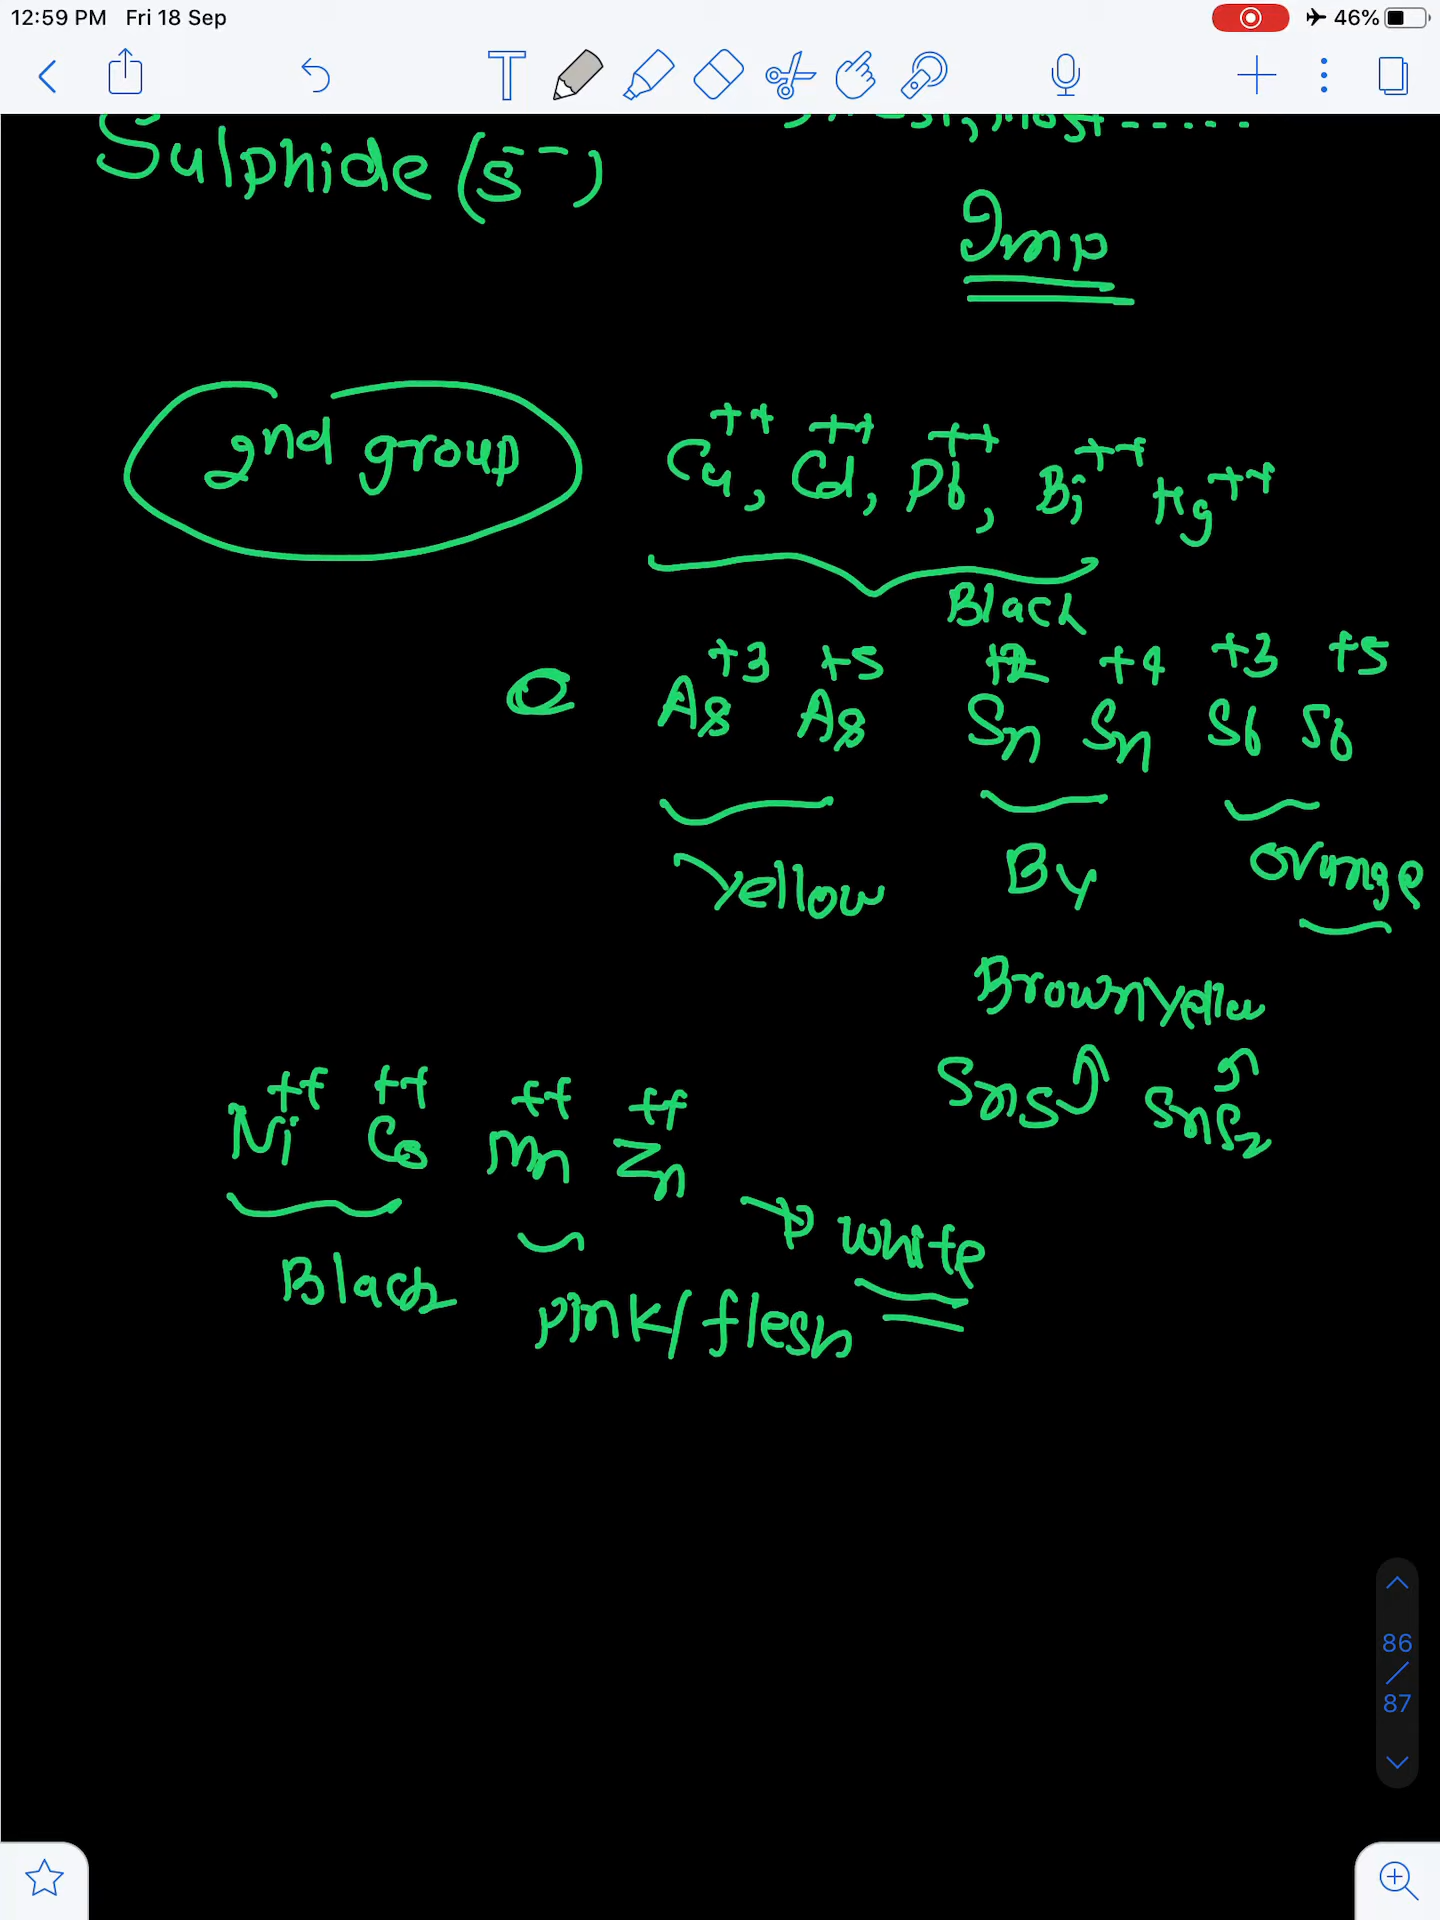 12:59 PM Fri 18 Sep 46%
Sulphide (s--)
Imp
2nd group
Cu++, Cd++, Pb++, Bi++ Hg++
Black
As+3 As+5 Sn+2 Sn+4 Sb+3 Sb+5
Yellow By orange
Brown Yellow
SnS SnS2
Ni++ Co++ Mn++ Zn++
→ white
Black pink/flesh
86
/
87